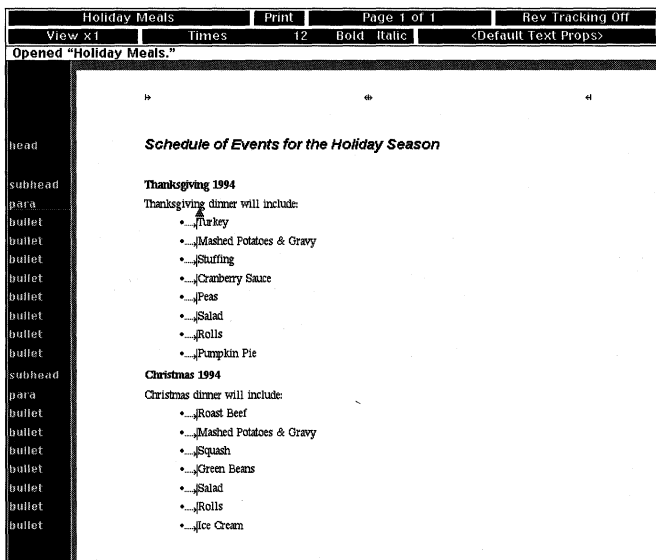 Holiday Meals Print Page 1 of 1 Rev Tracking Off
View x1 Times 12 Bold Italic <Default Text Props>
Opened “Holiday Meals.”
head Schedule of Events for the Holiday Season
subhead Thanksgiving 1994
para Thanksgiving dinner will include:
bullet • Turkey
bullet • Mashed Potatoes & Gravy
bullet • Stuffing
bullet • Cranberry Sauce
bullet • Peas
bullet • Salad
bullet • Rolls
bullet • Pumpkin Pie
subhead Christmas 1994
para Christmas dinner will include:
bullet • Roast Beef
bullet • Mashed Potatoes & Gravy
bullet • Squash
bullet • Green Beans
bullet • Salad
bullet • Rolls
bullet • Ice Cream